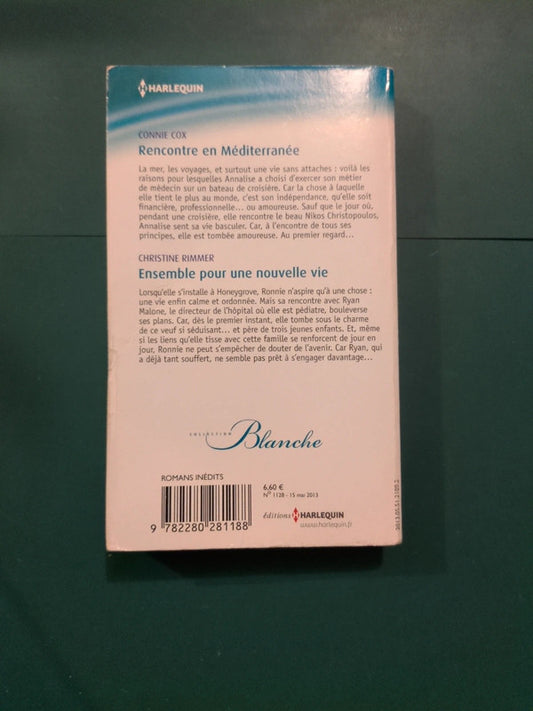 HARLEQUIN
CONNIE COX
Rencontre en Méditerranée
La mer, les voyages, et surtout une vie sans attaches : voilà les
raisons pour lesquelles Annalise a choisi d'exercer son métier
de médecin sur un bateau de croisière. Car la chose à laquelle
elle tient le plus au monde, c'est son indépendance, qu'elle soit
financière, professionnelle… ou amoureuse. Sauf que le jour où,
pendant une croisière, elle rencontre le beau Nikos Christopoulos,
Annalise sent sa vie basculer. Car, à l'encontre de tous ses
principes, elle est tombée amoureuse. Au premier regard…
CHRISTINE RIMMER
Ensemble pour une nouvelle vie
Lorsqu'elle s'installe à Honeygrove, Ronnie n'aspire qu'à une chose :
une vie enfin calme et ordonnée. Mais sa rencontre avec Ryan
Malone, le directeur de l'hôpital où elle est pédiatre, bouleverse
ses plans. Car, dès le premier instant, elle tombe sous le charme
de ce veuf si séduisant… et père de trois jeunes enfants. Et, même
si les liens qu'elle tisse avec cette famille se renforcent de jour en
jour, Ronnie ne peut s'empêcher de douter de l'avenir. Car Ryan, qui
a déjà tant souffert, ne semble pas prêt à s'engager davantage…
COLLECTION
Blanche
ROMANS INÉDITS
6,60 €
N° 1128 - 15 mai 2013
9 782280 281188
éditions HARLEQUIN
www.harlequin.fr